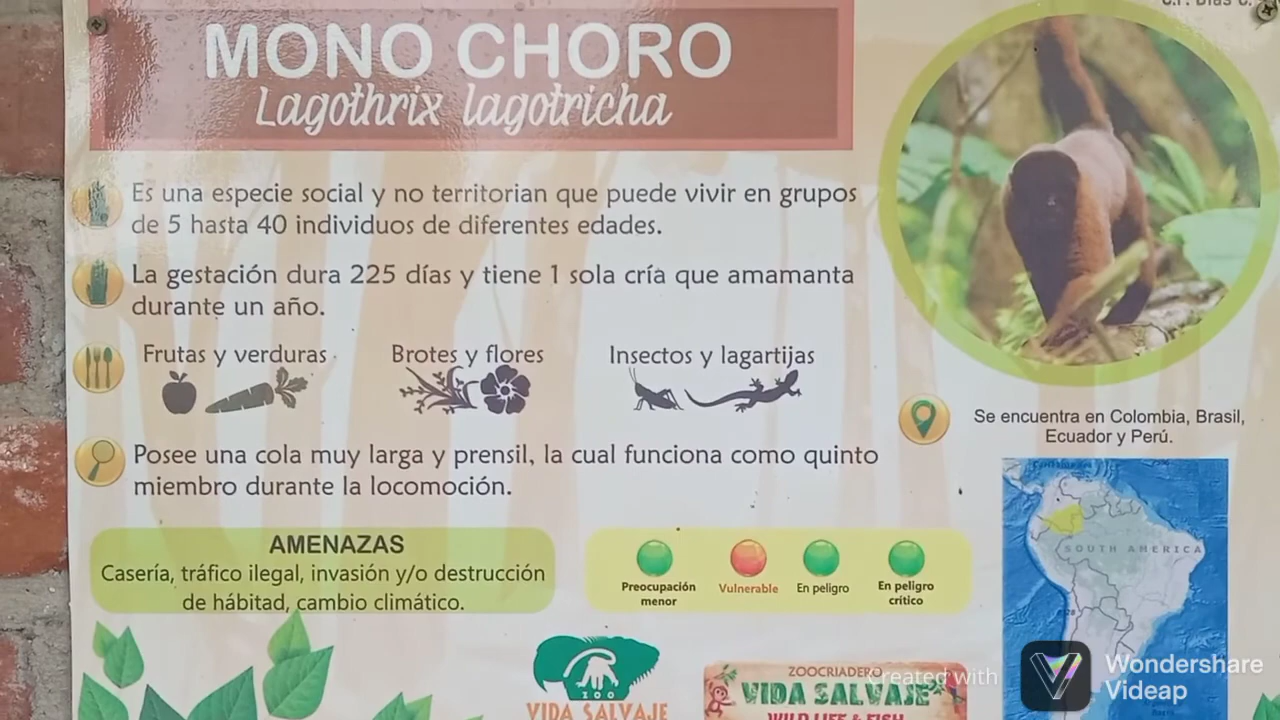 MONO CHORO
Lagothrix lagotricha
Es una especie social y no territorian que puede vivir en grupos
de 5 hasta 40 individuos de diferentes edades.
La gestación dura 225 días y tiene 1 sola cría que amamanta
durante un año.
Frutas y verduras
Brotes y flores
Insectos y lagartijas
Posee una cola muy larga y prensil, la cual funciona como quinto
miembro durante la locomoción.
Se encuentra en Colombia, Brasil,
Ecuador y Perú.
AMENAZAS
Casería, tráfico ilegal, invasión y/o destrucción
de hábitad, cambio climático.
Preocupación
menor
Vulnerable
En peligro
En peligro
crítico
SOUTH AMERICA
ZOO
VIDA SALVAJE
ZOOCRIADERO
VIDA SALVAJE
WILD LIFE & FISH
Created with
Wondershare
Videap